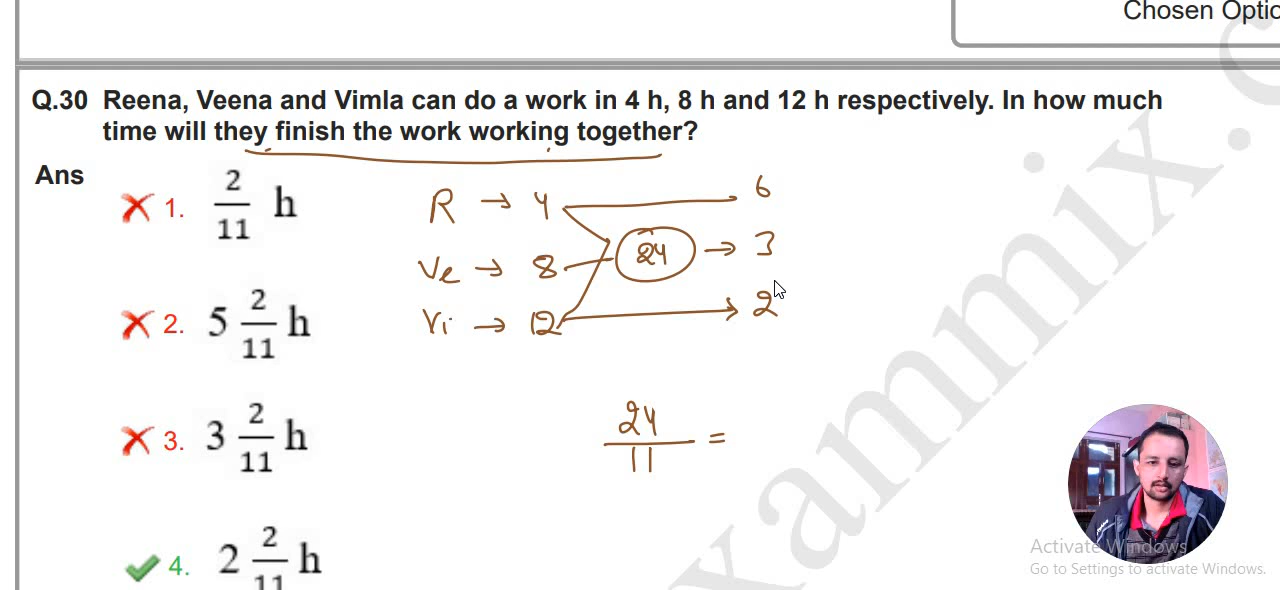 Chosen Optio
Q.30 Reena, Veena and Vimla can do a work in 4 h, 8 h and 12 h respectively. In how much
time will they finish the work working together?
Ans
1. 2/11 h
2. 5 2/11 h
3. 3 2/11 h
4. 2 2/11 h
R → 4
6
Ve → 8
24 → 3
Vi → 12
2
24/11 =
xammix.c
Activate Windows
Go to Settings to activate Windows.